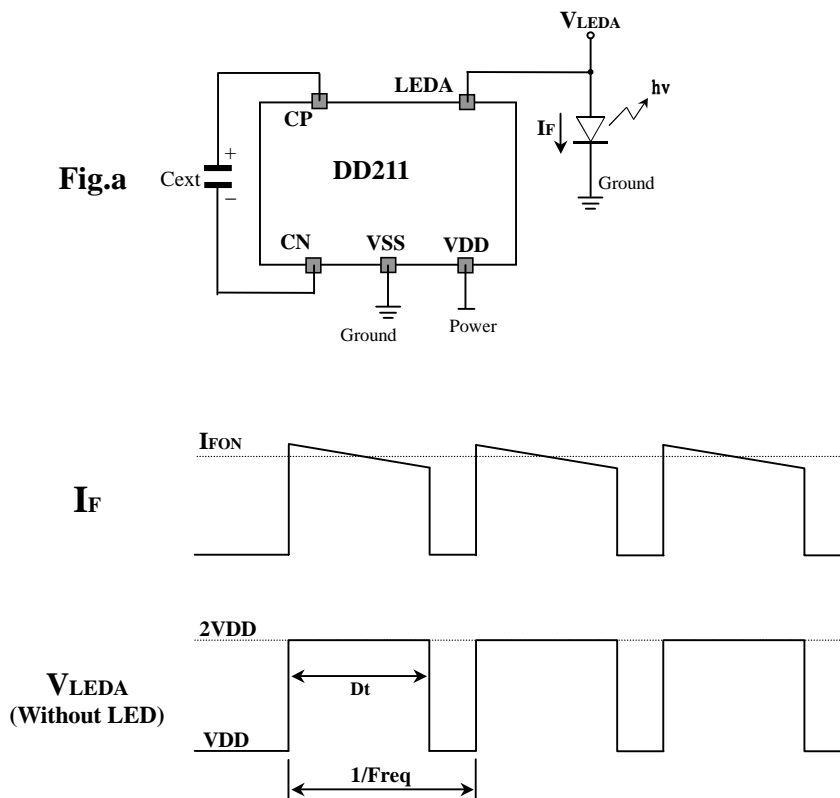 VLEDA
LEDA
CP
hv
IF
DD211
Fig.a
Cext
+
−
Ground
CN
VSS
VDD
Ground
Power
IFON
IF
2VDD
VLEDA
(Without LED)
Dt
VDD
1/Freq